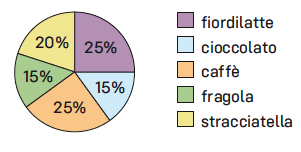 20%
25%
15%
15%
25%
fiordilatte
cioccolato
caffè
fragola
stracciatella